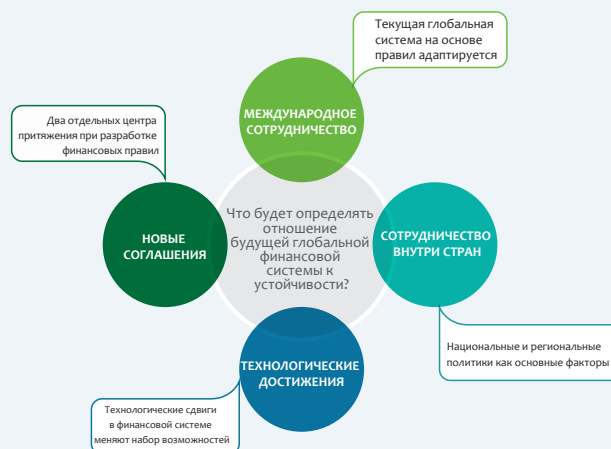 Текущая глобальная
система на основе
правил адаптируется
МЕЖДУНАРОДНОЕ
СОТРУДНИЧЕСТВО
Два отдельных центра
притяжения при разработке
финансовых правил
НОВЫЕ
СОГЛАШЕНИЯ
Что будет определять
отношение
будущей глобальной
финансовой
системы к
устойчивости?
СОТРУДНИЧЕСТВО
ВНУТРИ СТРАН
Национальные и региональные
политики как основные факторы
ТЕХНОЛОГИЧЕСКИЕ
ДОСТИЖЕНИЯ
Технологические сдвиги
в финансовой системе
меняют набор возможностей